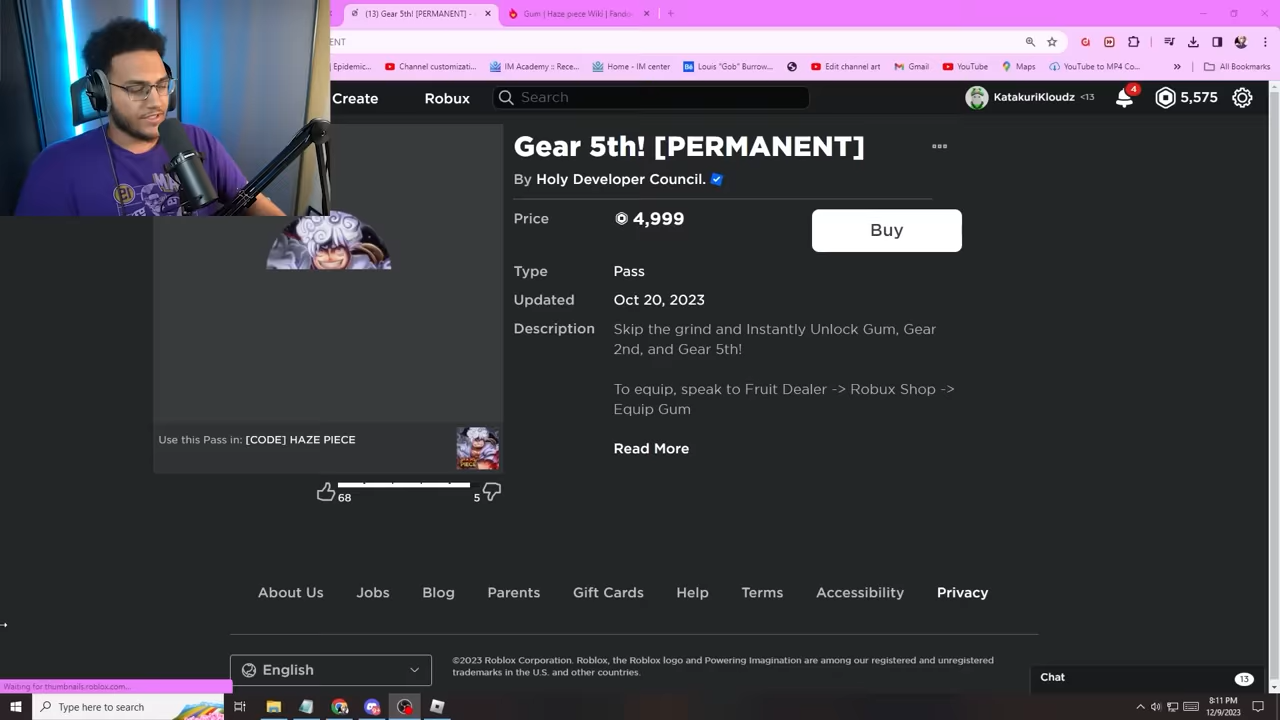 (13) Gear 5th! [PERMANENT] -
Gum | Haze piece Wiki | Fando
ENT
Epidemic...
Channel customizati...
IM Academy :: Rece...
Home - IM center
Louis "Gob" Burrow...
Edit channel art
Gmail
YouTube
Maps
YouTube to MP4 Co...
All Bookmarks
Create
Robux
Search
KatakuriKloudz <13
4
5,575
Gear 5th! [PERMANENT]
By Holy Developer Council.
Price
4,999
Buy
Type
Pass
Updated
Oct 20, 2023
Description
Skip the grind and Instantly Unlock Gum, Gear
2nd, and Gear 5th!
To equip, speak to Fruit Dealer -> Robux Shop ->
Equip Gum
Read More
Use this Pass in: [CODE] HAZE PIECE
68
5
About Us
Jobs
Blog
Parents
Gift Cards
Help
Terms
Accessibility
Privacy
English
©2023 Roblox Corporation. Roblox, the Roblox logo and Powering Imagination are among our registered and unregistered
trademarks in the U.S. and other countries.
Chat
13
Waiting for thumbnails.roblox.com...
Type here to search
8:11 PM
12/9/2023